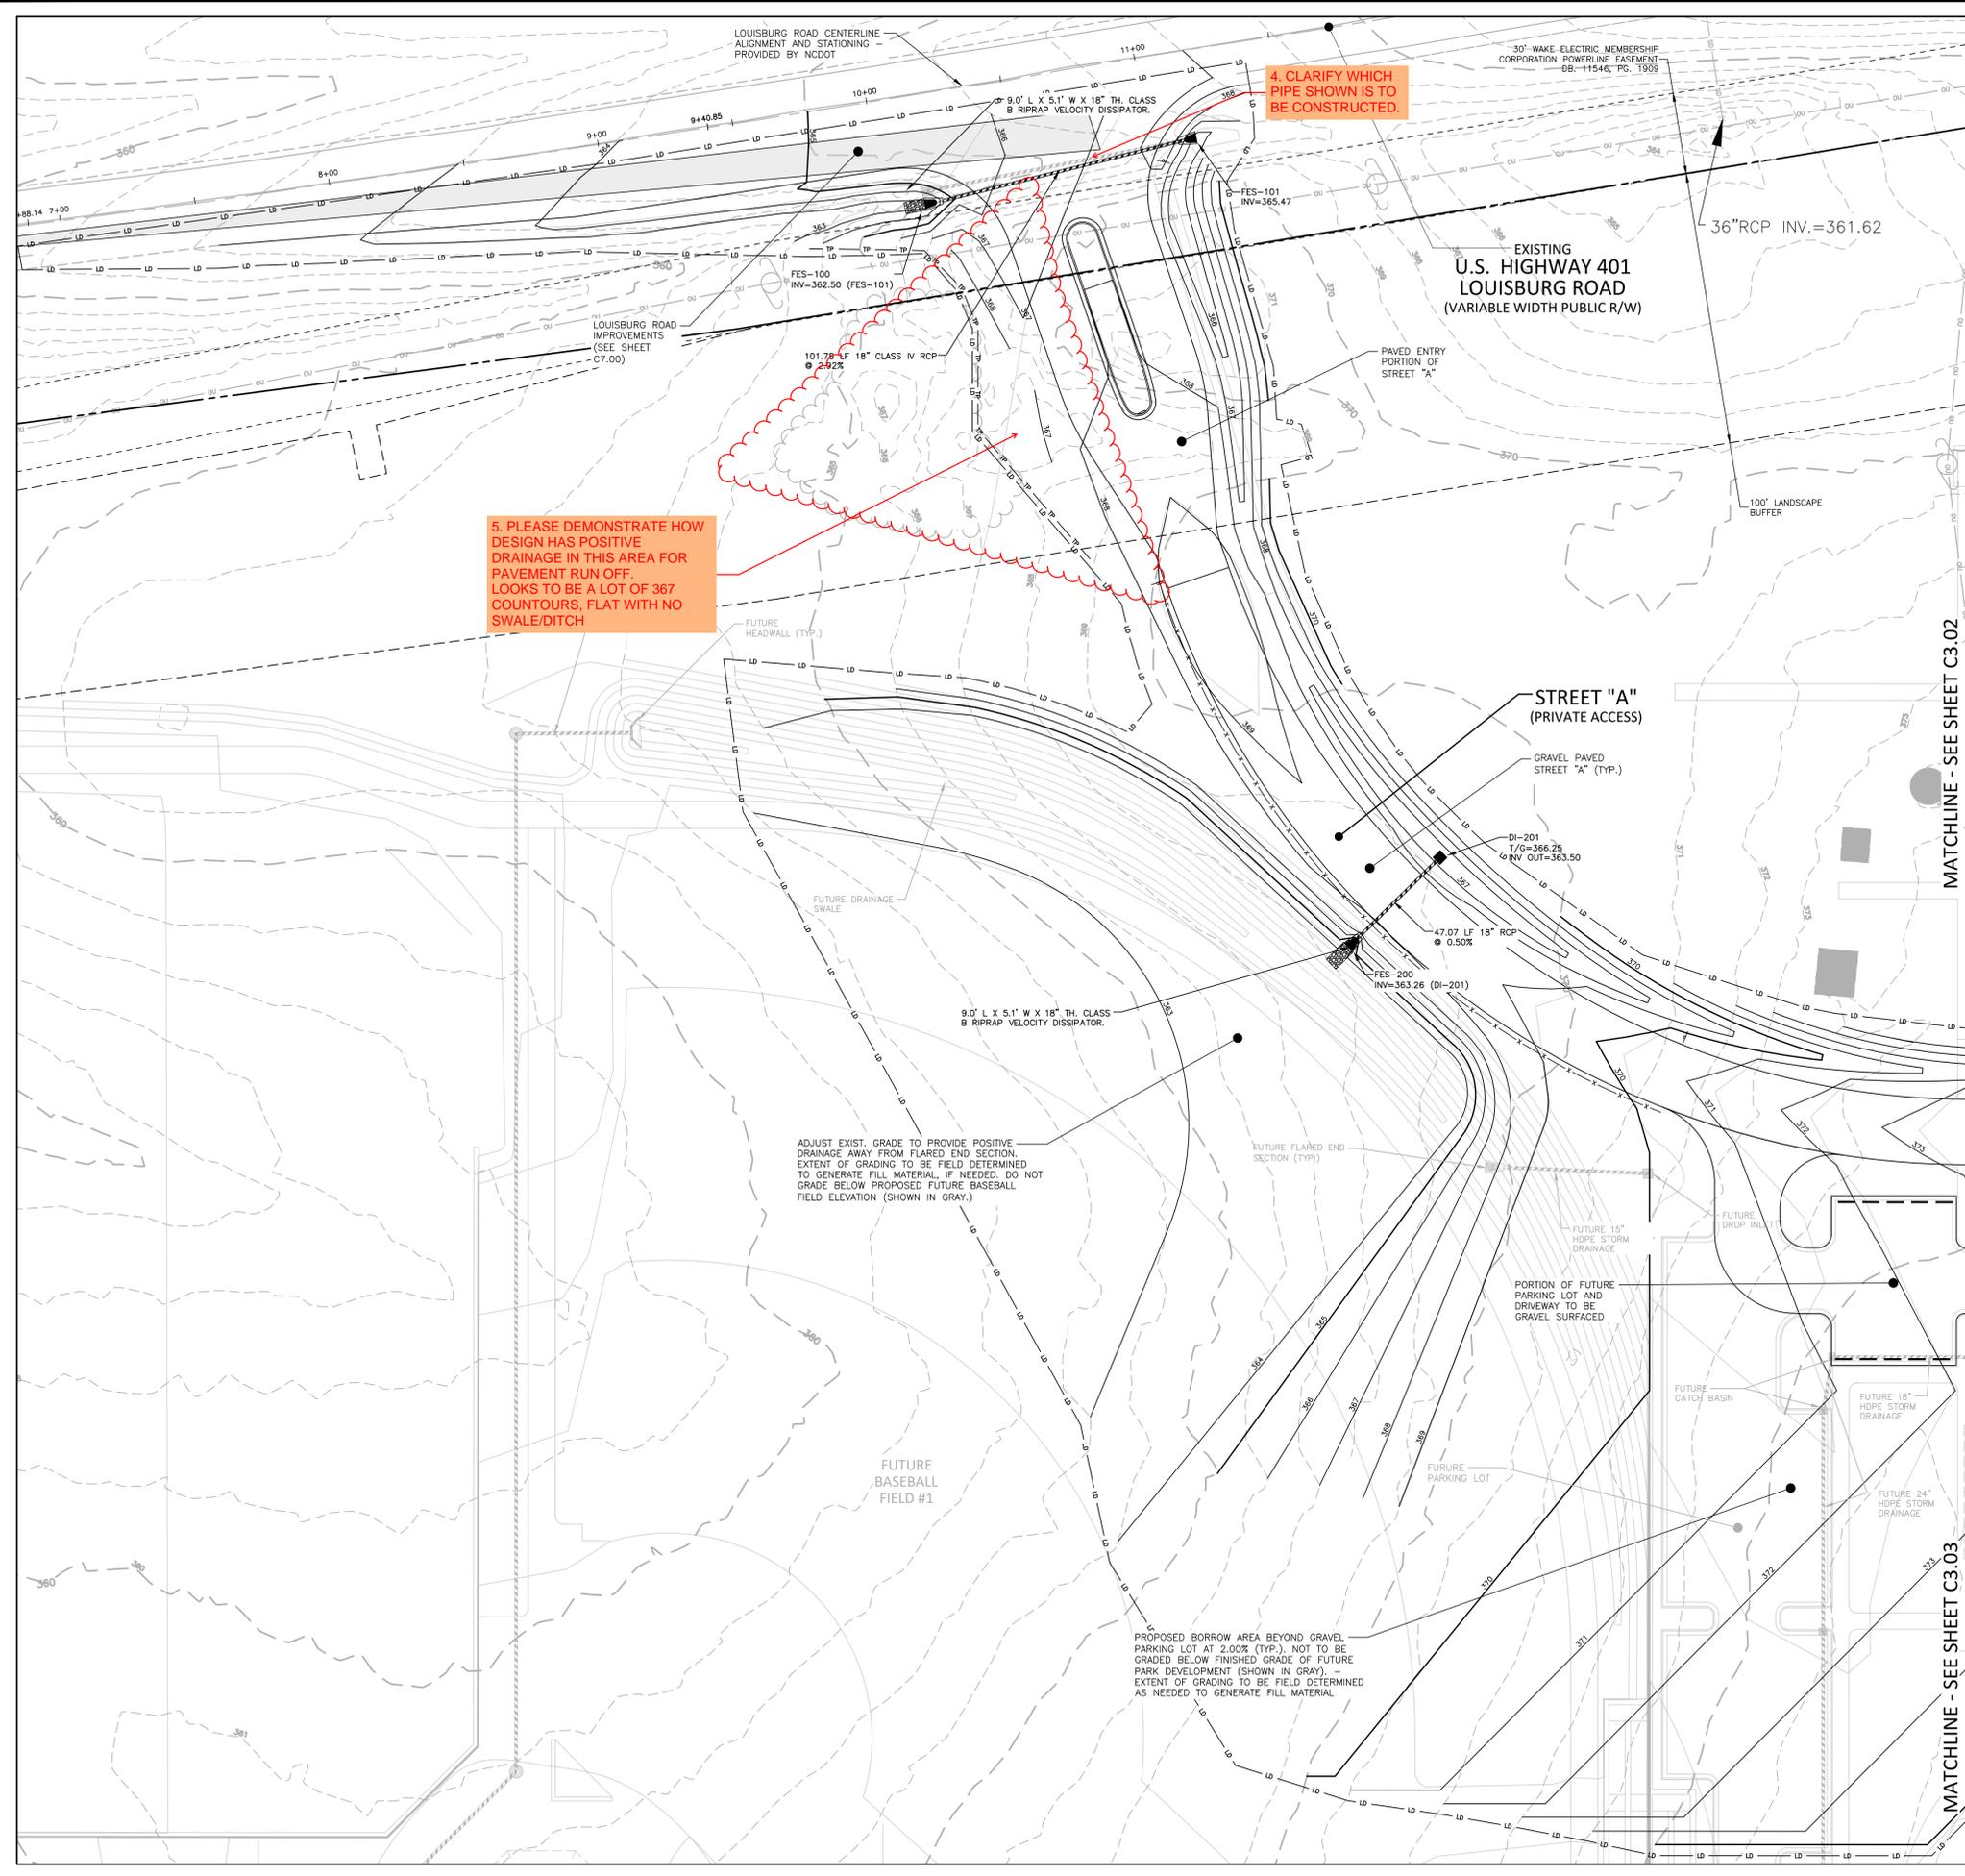 LOUISBURG ROAD CENTERLINE
ALIGNMENT AND STATIONING –
PROVIDED BY NCDOT
11+00
10+00
9+40.85
9+00
8+00
+88.14 7+00
9.0' L X 5.1' W X 18" TH. CLASS
B RIPRAP VELOCITY DISSIPATOR.
4. CLARIFY WHICH
PIPE SHOWN IS TO
BE CONSTRUCTED.
30' WAKE ELECTRIC MEMBERSHIP
CORPORATION POWERLINE EASEMENT
DB. 11546, PG. 1909
FES-101
INV=365.47
36"RCP INV.=361.62
EXISTING
U.S. HIGHWAY 401
LOUISBURG ROAD
(VARIABLE WIDTH PUBLIC R/W)
FES-100
INV=362.50 (FES-101)
LOUISBURG ROAD
IMPROVEMENTS
(SEE SHEET
C7.00)
101.78 LF 18" CLASS IV RCP
@ 2.92%
PAVED ENTRY
PORTION OF
STREET "A"
100' LANDSCAPE
BUFFER
5. PLEASE DEMONSTRATE HOW
DESIGN HAS POSITIVE
DRAINAGE IN THIS AREA FOR
PAVEMENT RUN OFF.
LOOKS TO BE A LOT OF 367
COUNTOURS, FLAT WITH NO
SWALE/DITCH
FUTURE
HEADWALL (TYP.)
STREET "A"
(PRIVATE ACCESS)
GRAVEL PAVED
STREET "A" (TYP.)
MATCHLINE - SEE SHEET C3.02
DI-201
T/G=366.25
INV OUT=363.50
FUTURE DRAINAGE
SWALE
47.07 LF 18" RCP
@ 0.50%
FES-200
INV=363.26 (DI-201)
9.0' L X 5.1' W X 18" TH. CLASS
B RIPRAP VELOCITY DISSIPATOR.
ADJUST EXIST. GRADE TO PROVIDE POSITIVE
DRAINAGE AWAY FROM FLARED END SECTION.
EXTENT OF GRADING TO BE FIELD DETERMINED
TO GENERATE FILL MATERIAL, IF NEEDED. DO NOT
GRADE BELOW PROPOSED FUTURE BASEBALL
FIELD ELEVATION (SHOWN IN GRAY.)
FUTURE FLARED END
SECTION (TYP)
FUTURE
DROP INLET
FUTURE 15"
HDPE STORM
DRAINAGE
PORTION OF FUTURE
PARKING LOT AND
DRIVEWAY TO BE
GRAVEL SURFACED
FUTURE
CATCH BASIN
FUTURE 18"
HDPE STORM
DRAINAGE
FUTURE
BASEBALL
FIELD #1
FURURE
PARKING LOT
FUTURE 24"
HDPE STORM
DRAINAGE
PROPOSED BORROW AREA BEYOND GRAVEL
PARKING LOT AT 2.00% (TYP.). NOT TO BE
GRADED BELOW FINISHED GRADE OF FUTURE
PARK DEVELOPMENT (SHOWN IN GRAY). –
EXTENT OF GRADING TO BE FIELD DETERMINED
AS NEEDED TO GENERATE FILL MATERIAL
MATCHLINE - SEE SHEET C3.03